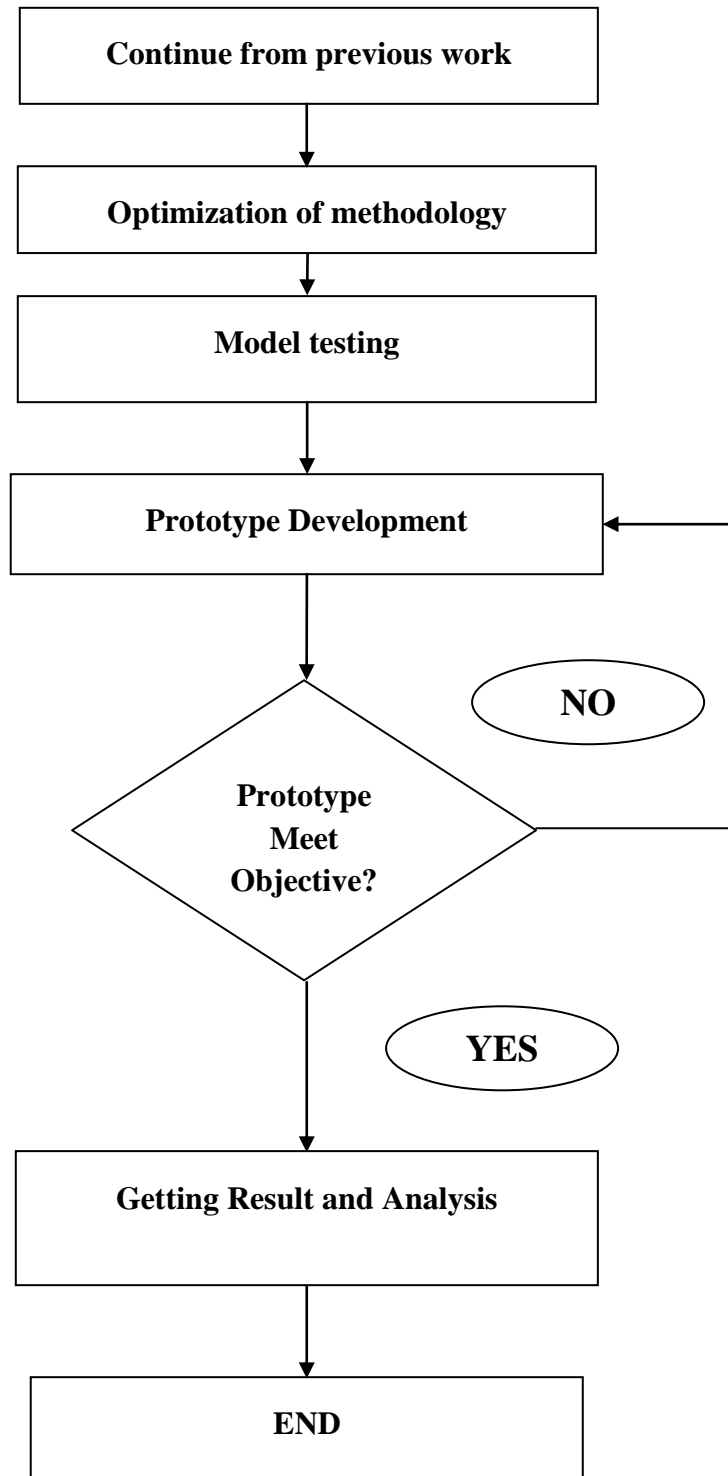 Continue from previous work
Optimization of methodology
Model testing
Prototype Development
NO
Prototype
Meet
Objective?
YES
Getting Result and Analysis
END